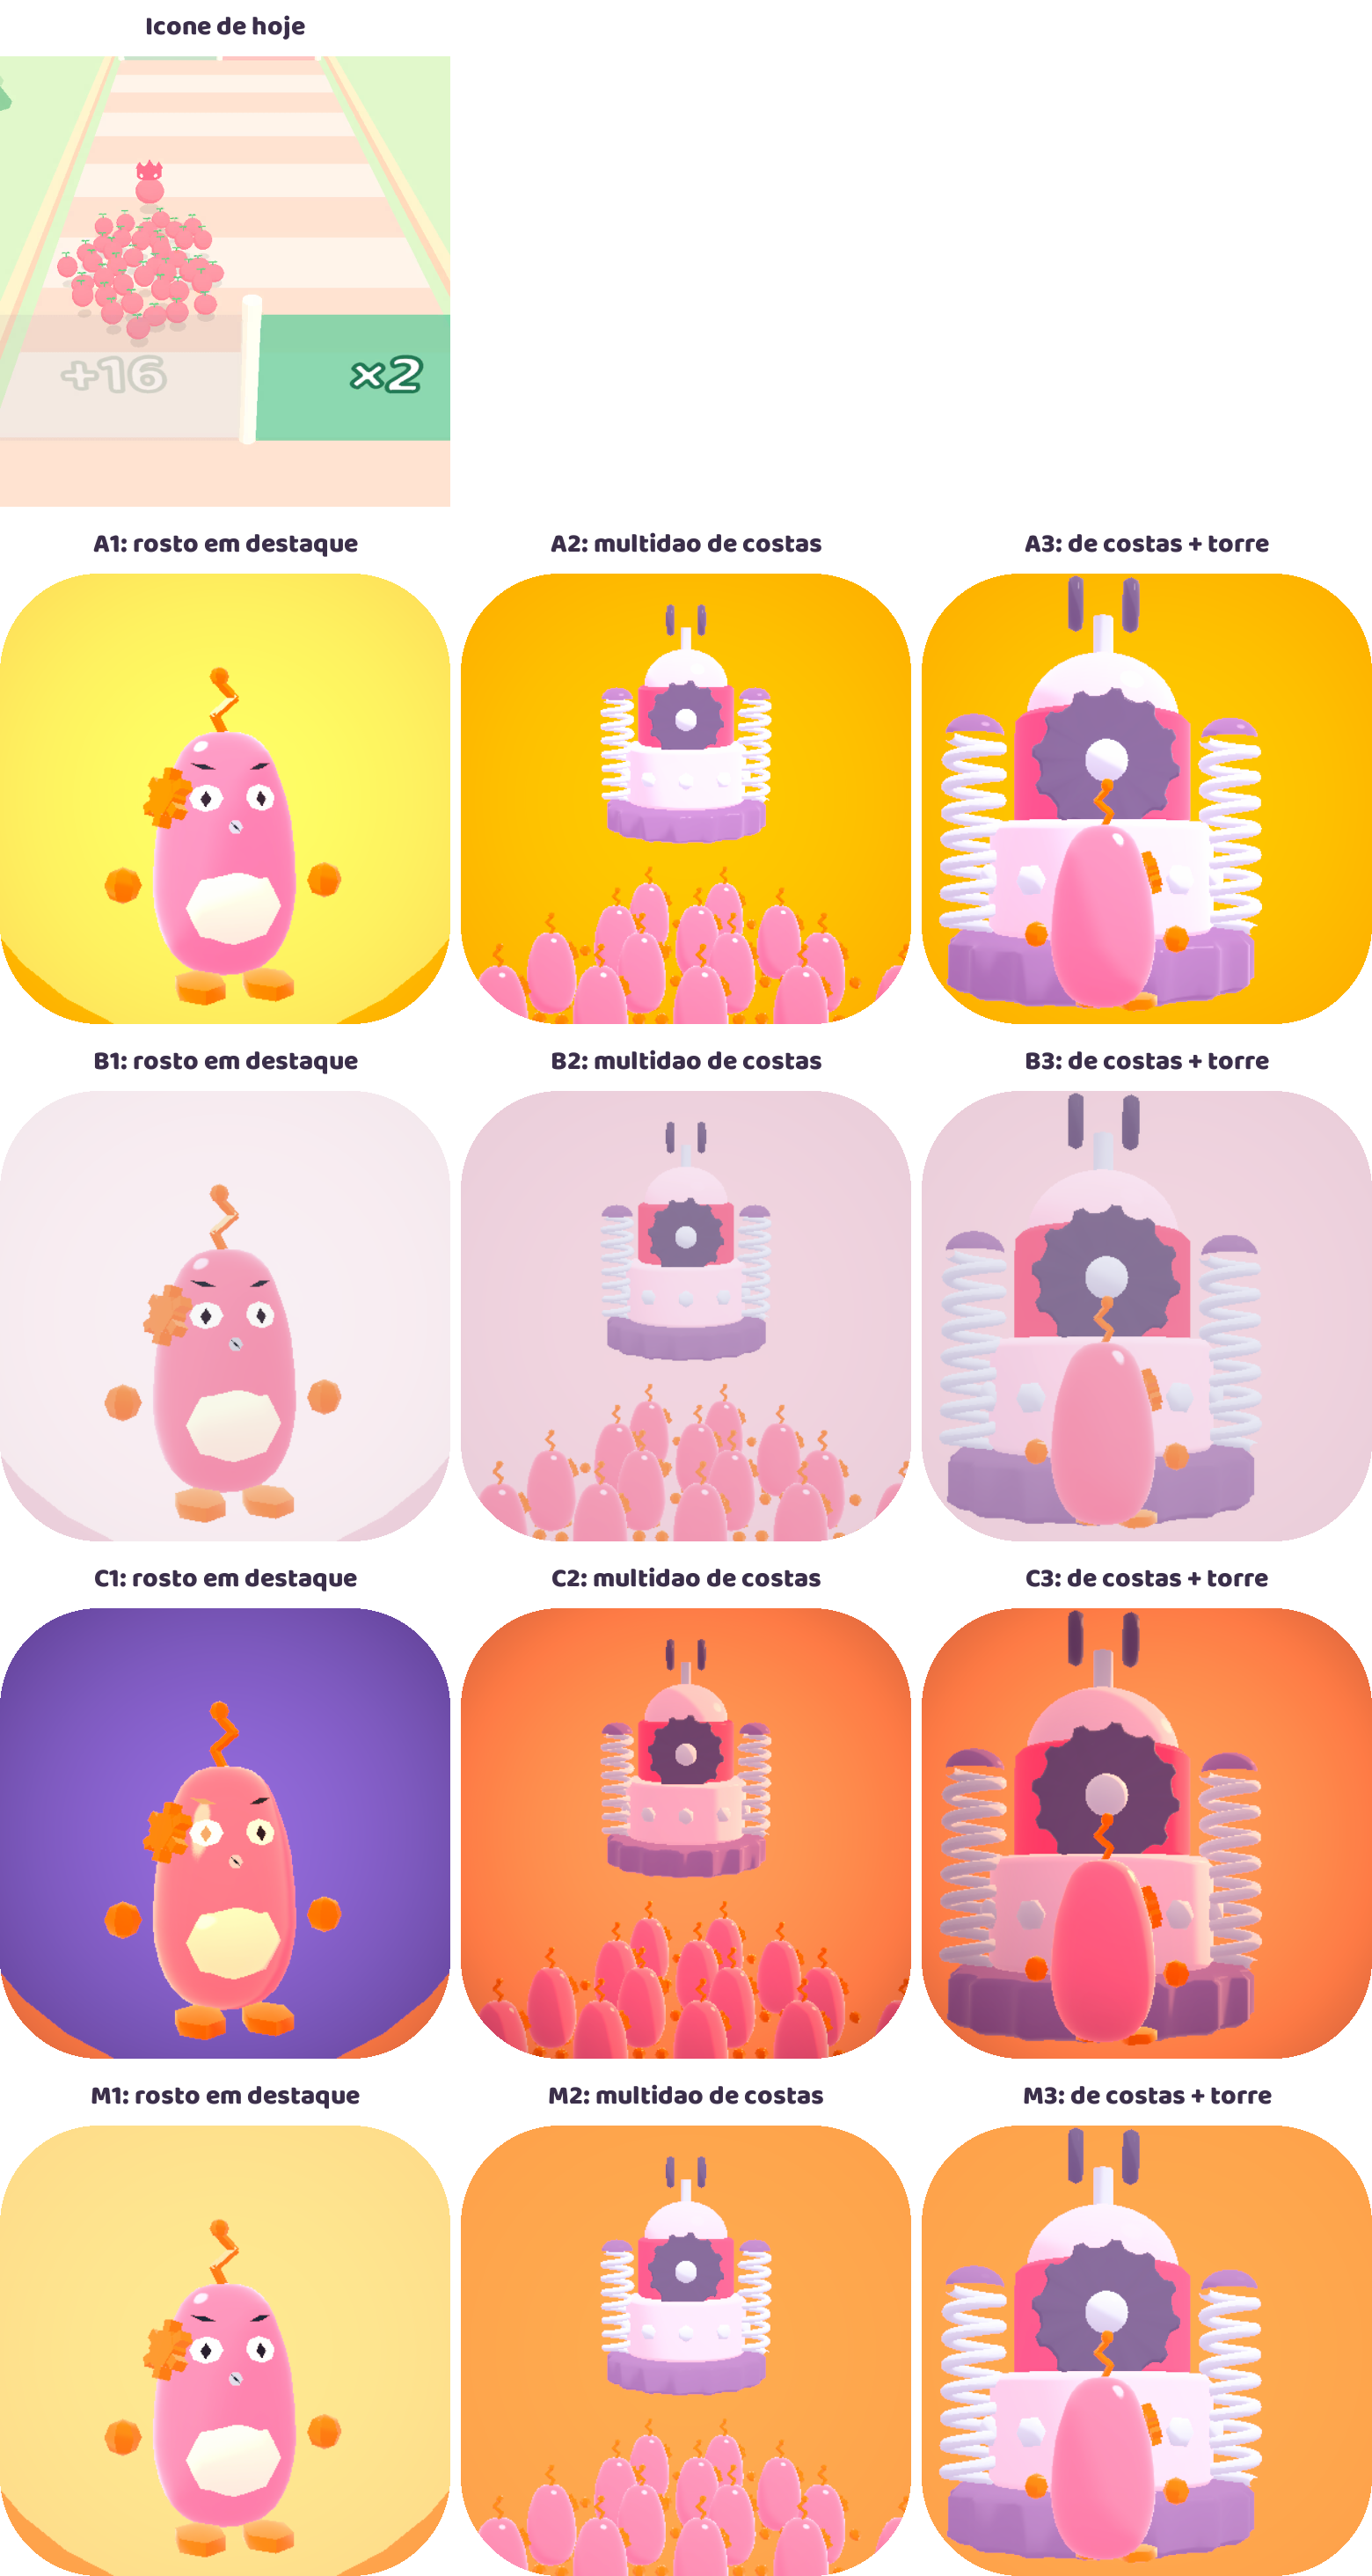 Icone de hoje
+16
×2
A1: rosto em destaque
A2: multidao de costas
A3: de costas + torre
B1: rosto em destaque
B2: multidao de costas
B3: de costas + torre
C1: rosto em destaque
C2: multidao de costas
C3: de costas + torre
M1: rosto em destaque
M2: multidao de costas
M3: de costas + torre